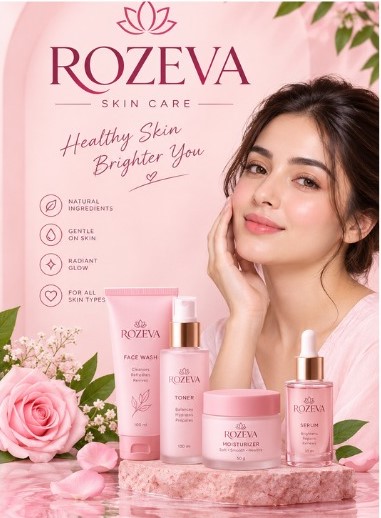 ROZEVA
SKIN CARE
Healthy Skin
Brighter You
NATURAL
INGREDIENTS
GENTLE
ON SKIN
RADIANT
GLOW
FOR ALL
SKIN TYPES
ROZEVA
FACE WASH
Cleanses
ROZEVA
TONER
ROZEVA
MOISTURIZER
ROZEVA
SERUM